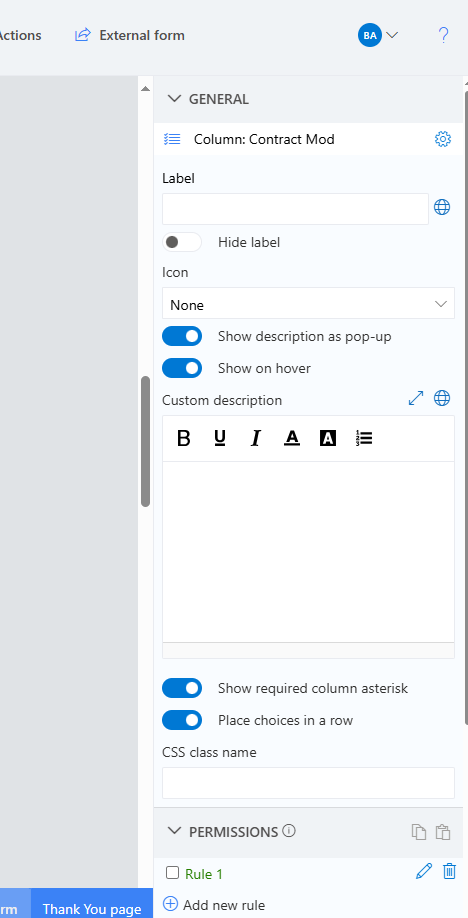 Actions
External form
BA
?
GENERAL
Column: Contract Mod
Label
Hide label
Icon
None
Show description as pop-up
Show on hover
Custom description
B U I A A
Show required column asterisk
Place choices in a row
CSS class name
PERMISSIONS
Rule 1
rm
Thank You page
Add new rule